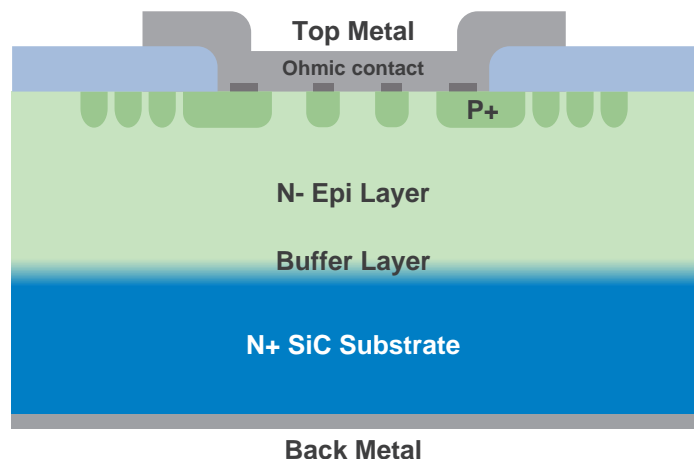 Top Metal
Ohmic contact
P+
N- Epi Layer
Buffer Layer
N+ SiC Substrate
Back Metal